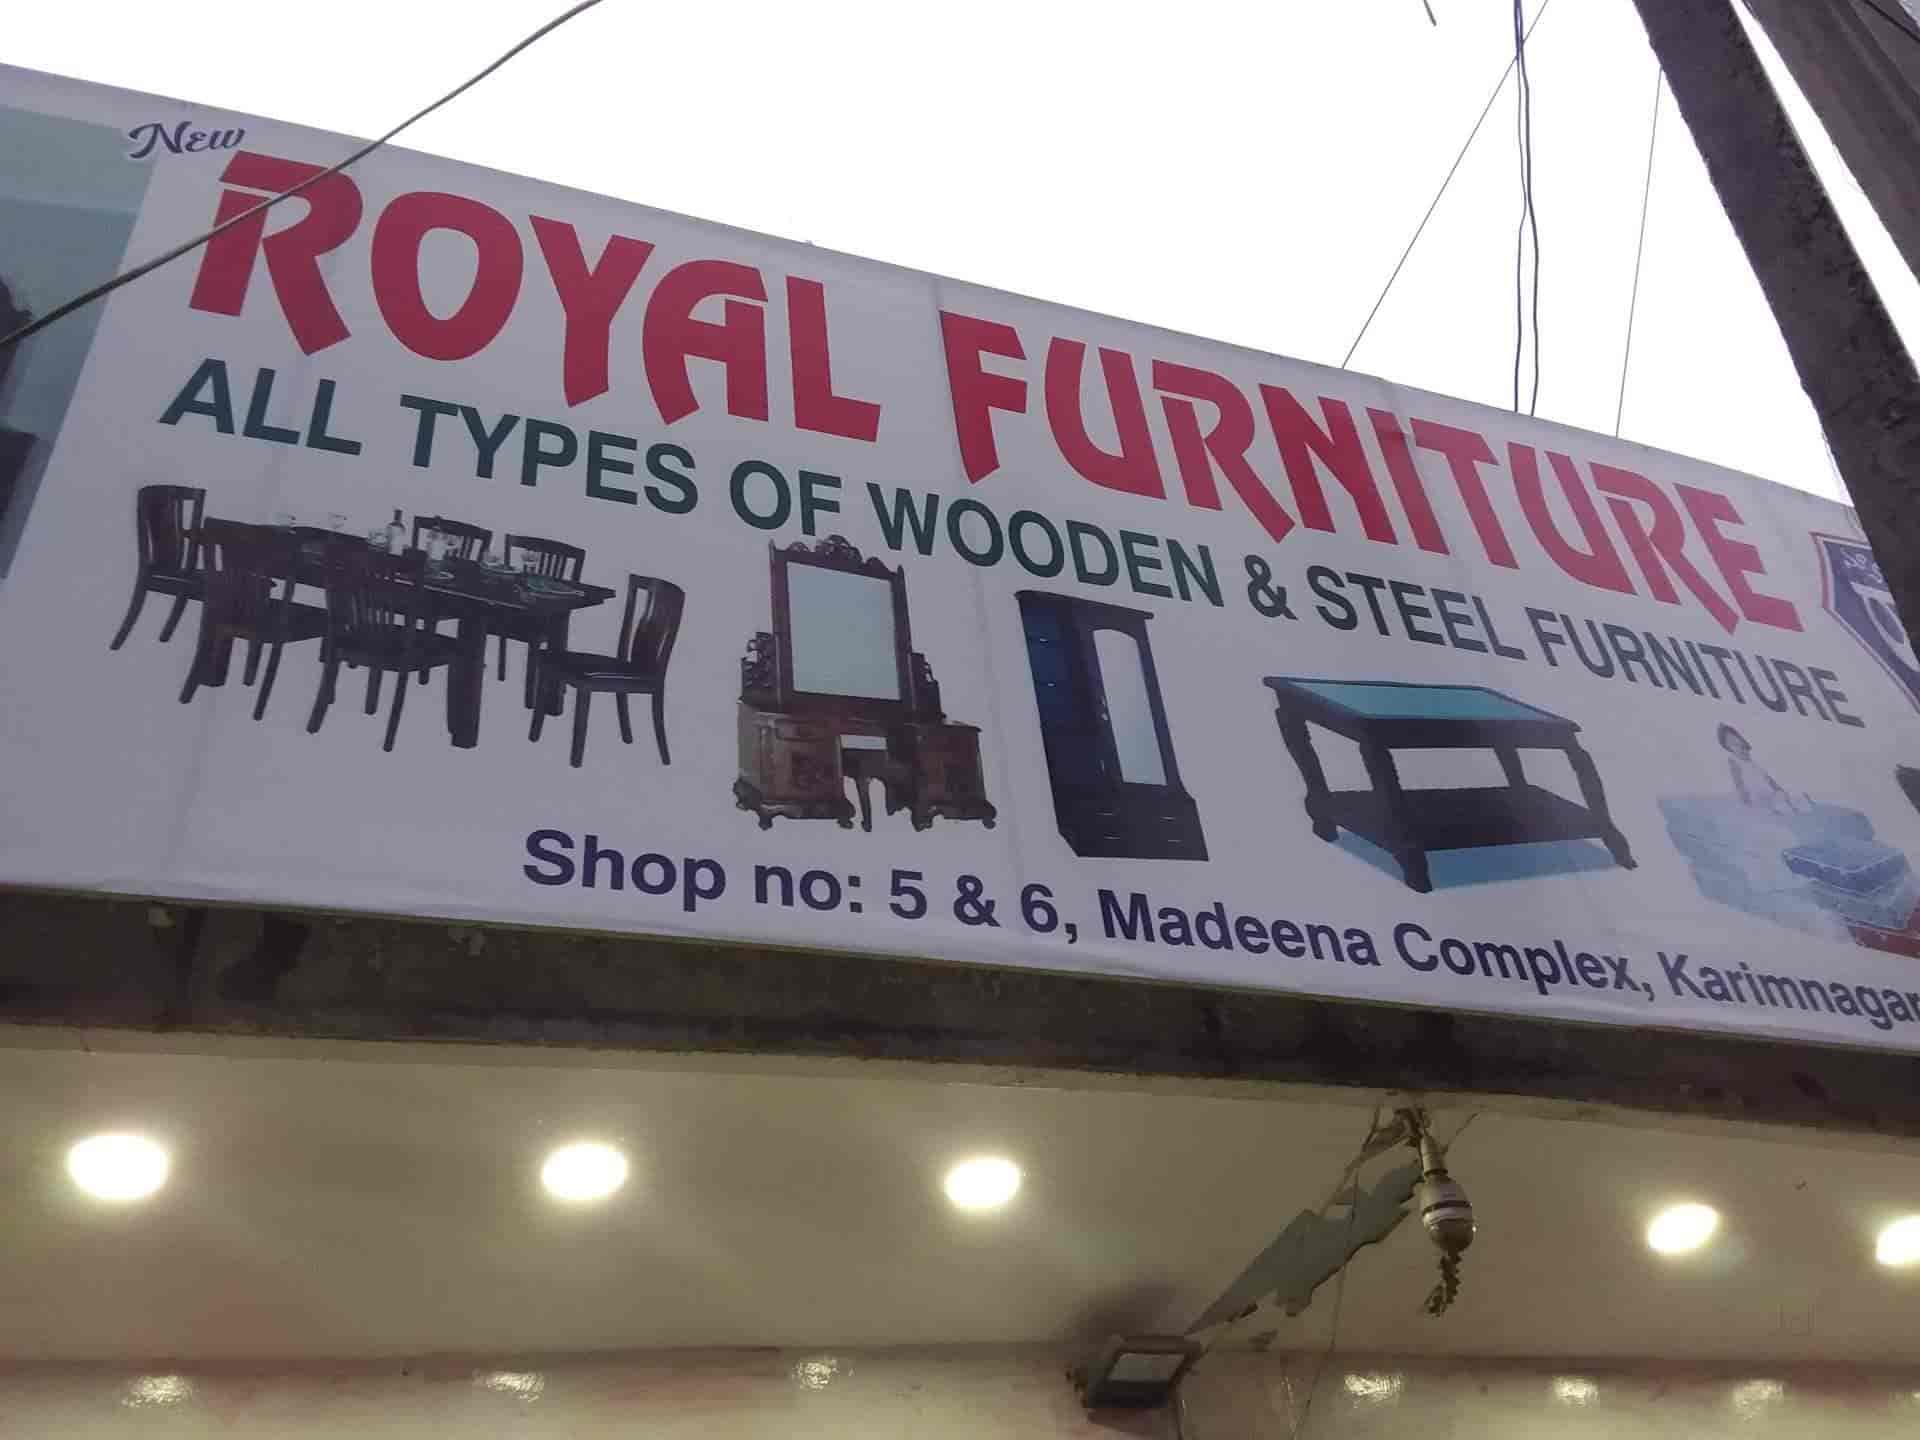 New
ROYAL FURNITURE
ALL TYPES OF WOODEN & STEEL FURNITURE
Shop no: 5 & 6, Madeena Complex, Karimnagar